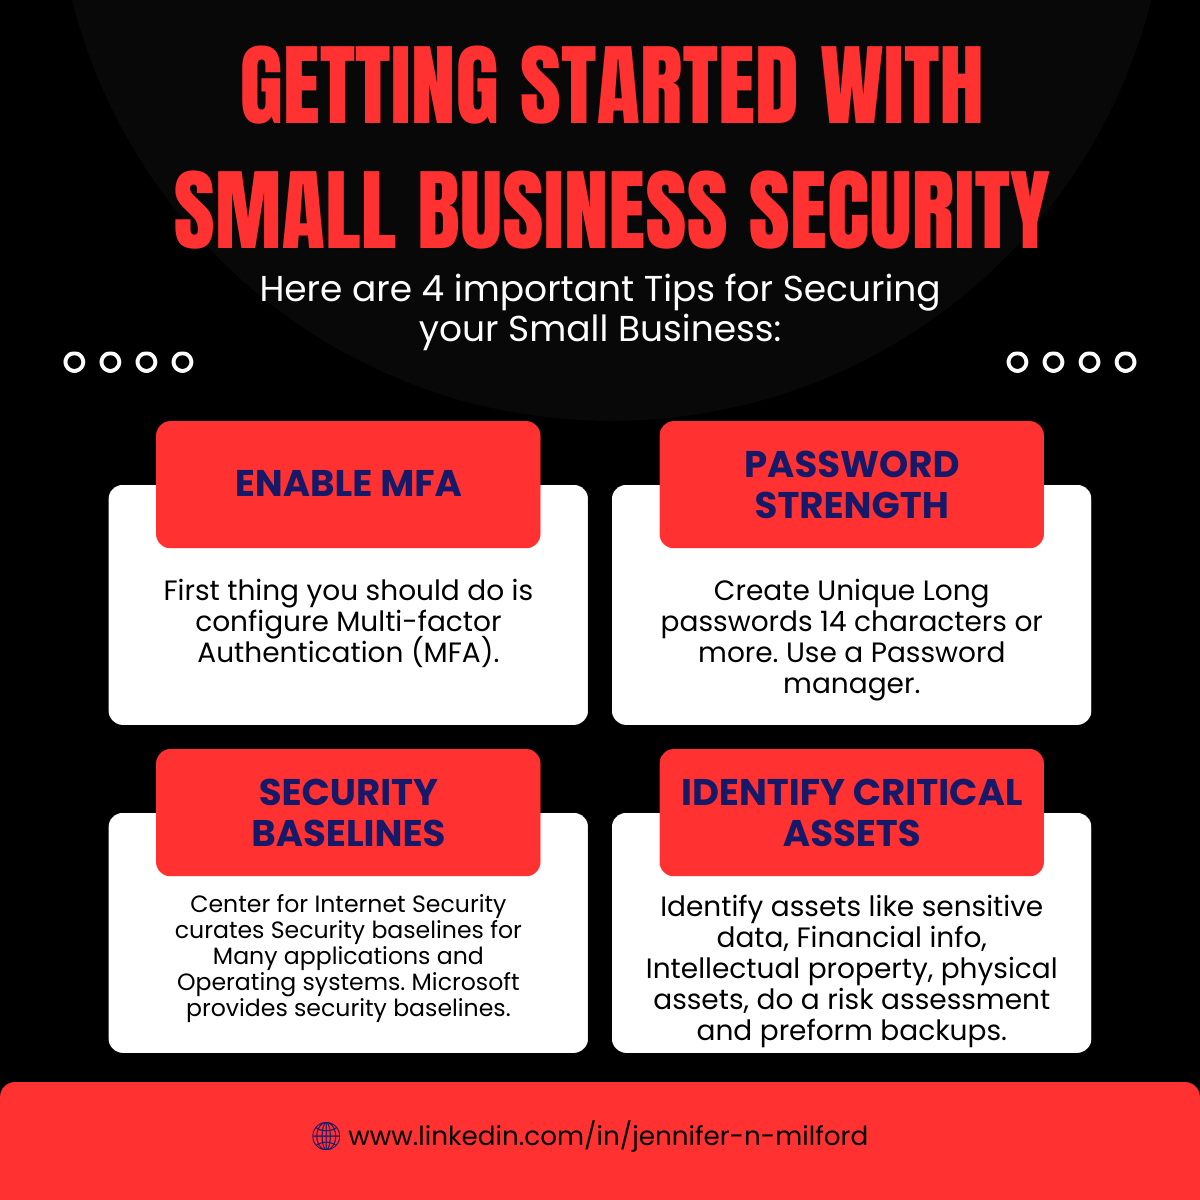 GETTING STARTED WITH
SMALL BUSINESS SECURITY
Here are 4 important Tips for Securing
your Small Business:
ENABLE MFA
First thing you should do is
configure Multi-factor
Authentication (MFA).
PASSWORD
STRENGTH
Create Unique Long
passwords 14 characters or
more. Use a Password
manager.
SECURITY
BASELINES
Center for Internet Security
curates Security baselines for
Many applications and
Operating systems. Microsoft
provides security baselines.
IDENTIFY CRITICAL
ASSETS
Identify assets like sensitive
data, Financial info,
Intellectual property, physical
assets, do a risk assessment
and preform backups.
www.linkedin.com/in/jennifer-n-milford